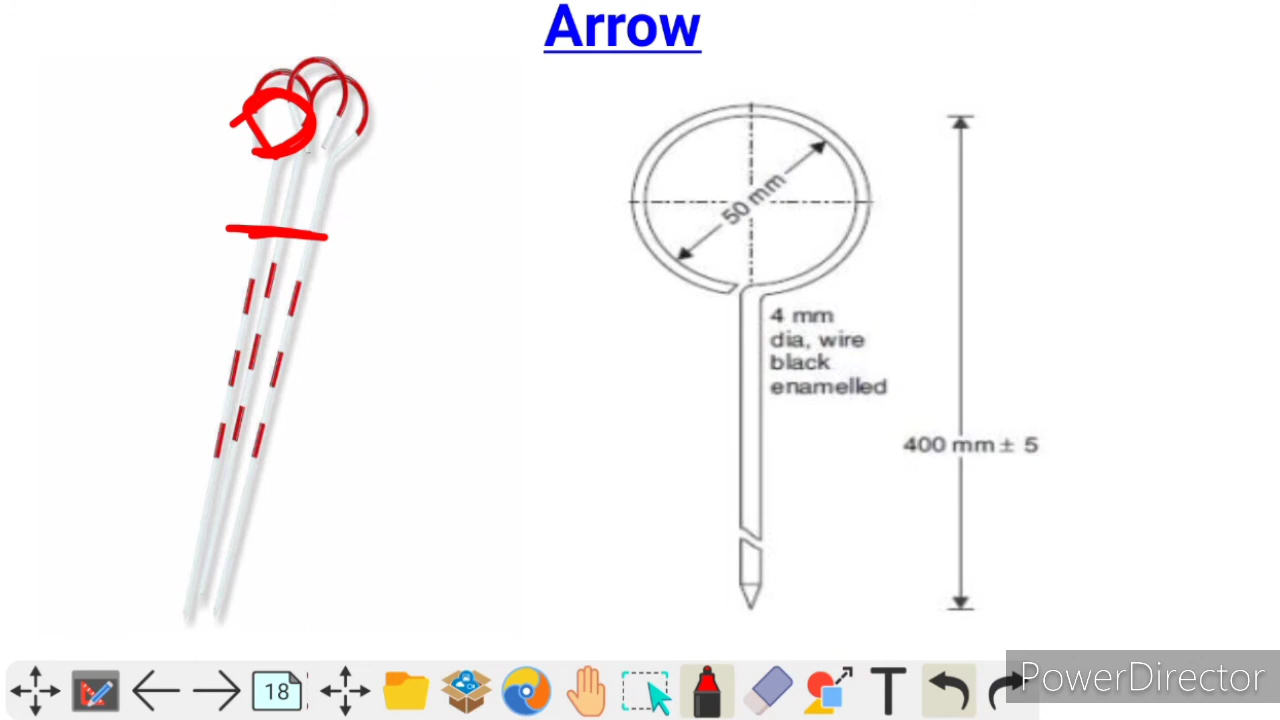 Arrow
50 mm
4 mm
dia, wire
black
enamelled
400 mm ± 5
18
T
PowerDirector